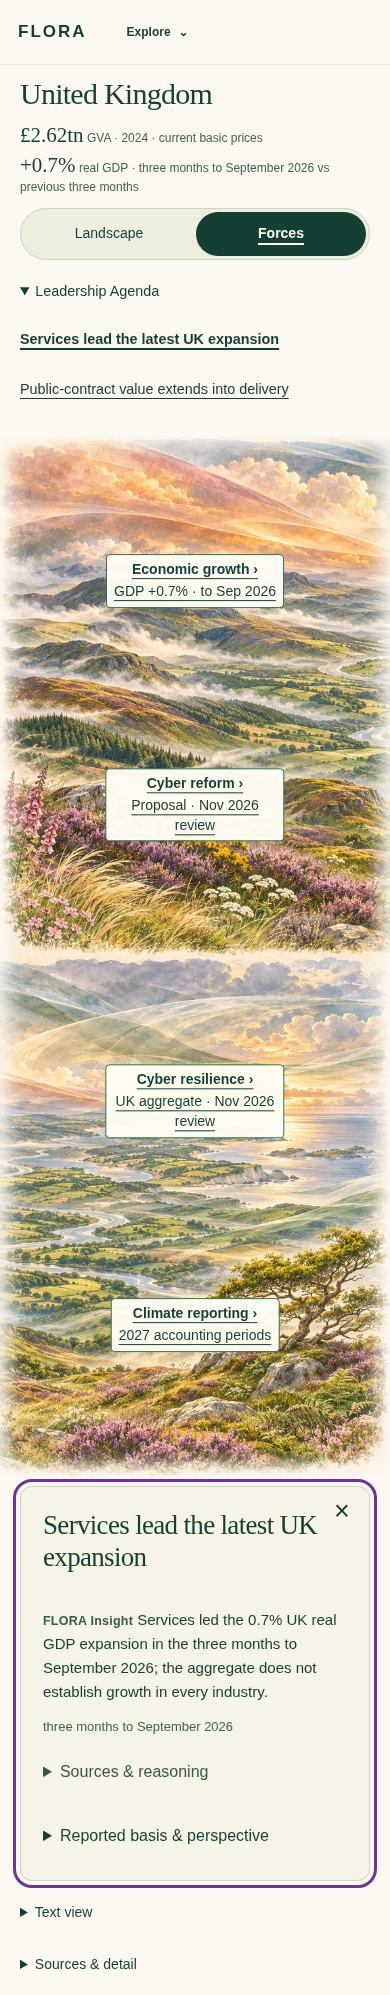 FLORA
Explore
United Kingdom
£2.62tn GVA · 2024 · current basic prices
+0.7% real GDP · three months to September 2026 vs
previous three months
Landscape
Forces
Leadership Agenda
Services lead the latest UK expansion
Public-contract value extends into delivery
Economic growth ›
GDP +0.7% · to Sep 2026
Cyber reform ›
Proposal · Nov 2026
review
Cyber resilience ›
UK aggregate · Nov 2026
review
Climate reporting ›
2027 accounting periods
Services lead the latest UK
expansion
FLORA Insight Services led the 0.7% UK real
GDP expansion in the three months to
September 2026; the aggregate does not
establish growth in every industry.
three months to September 2026
Sources & reasoning
Reported basis & perspective
Text view
Sources & detail